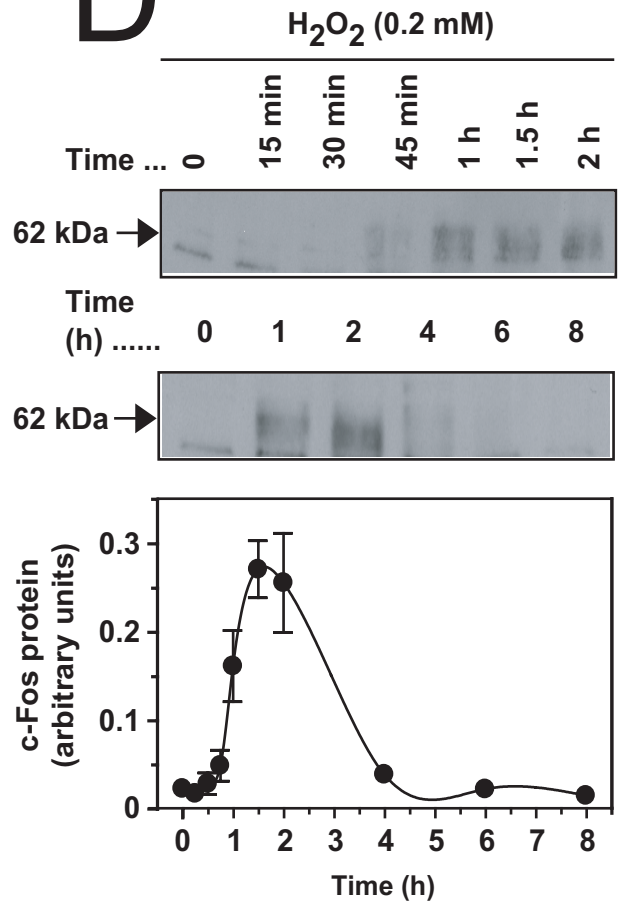 D
H₂O₂ (0.2 mM)
Time ... 0 15 min 30 min 45 min 1 h 1.5 h 2 h
62 kDa
Time
(h) ...... 0 1 2 4 6 8
62 kDa
0.3
0.2
0.1
0
c-Fos protein
(arbitrary units)
0 1 2 3 4 5 6 7 8
Time (h)